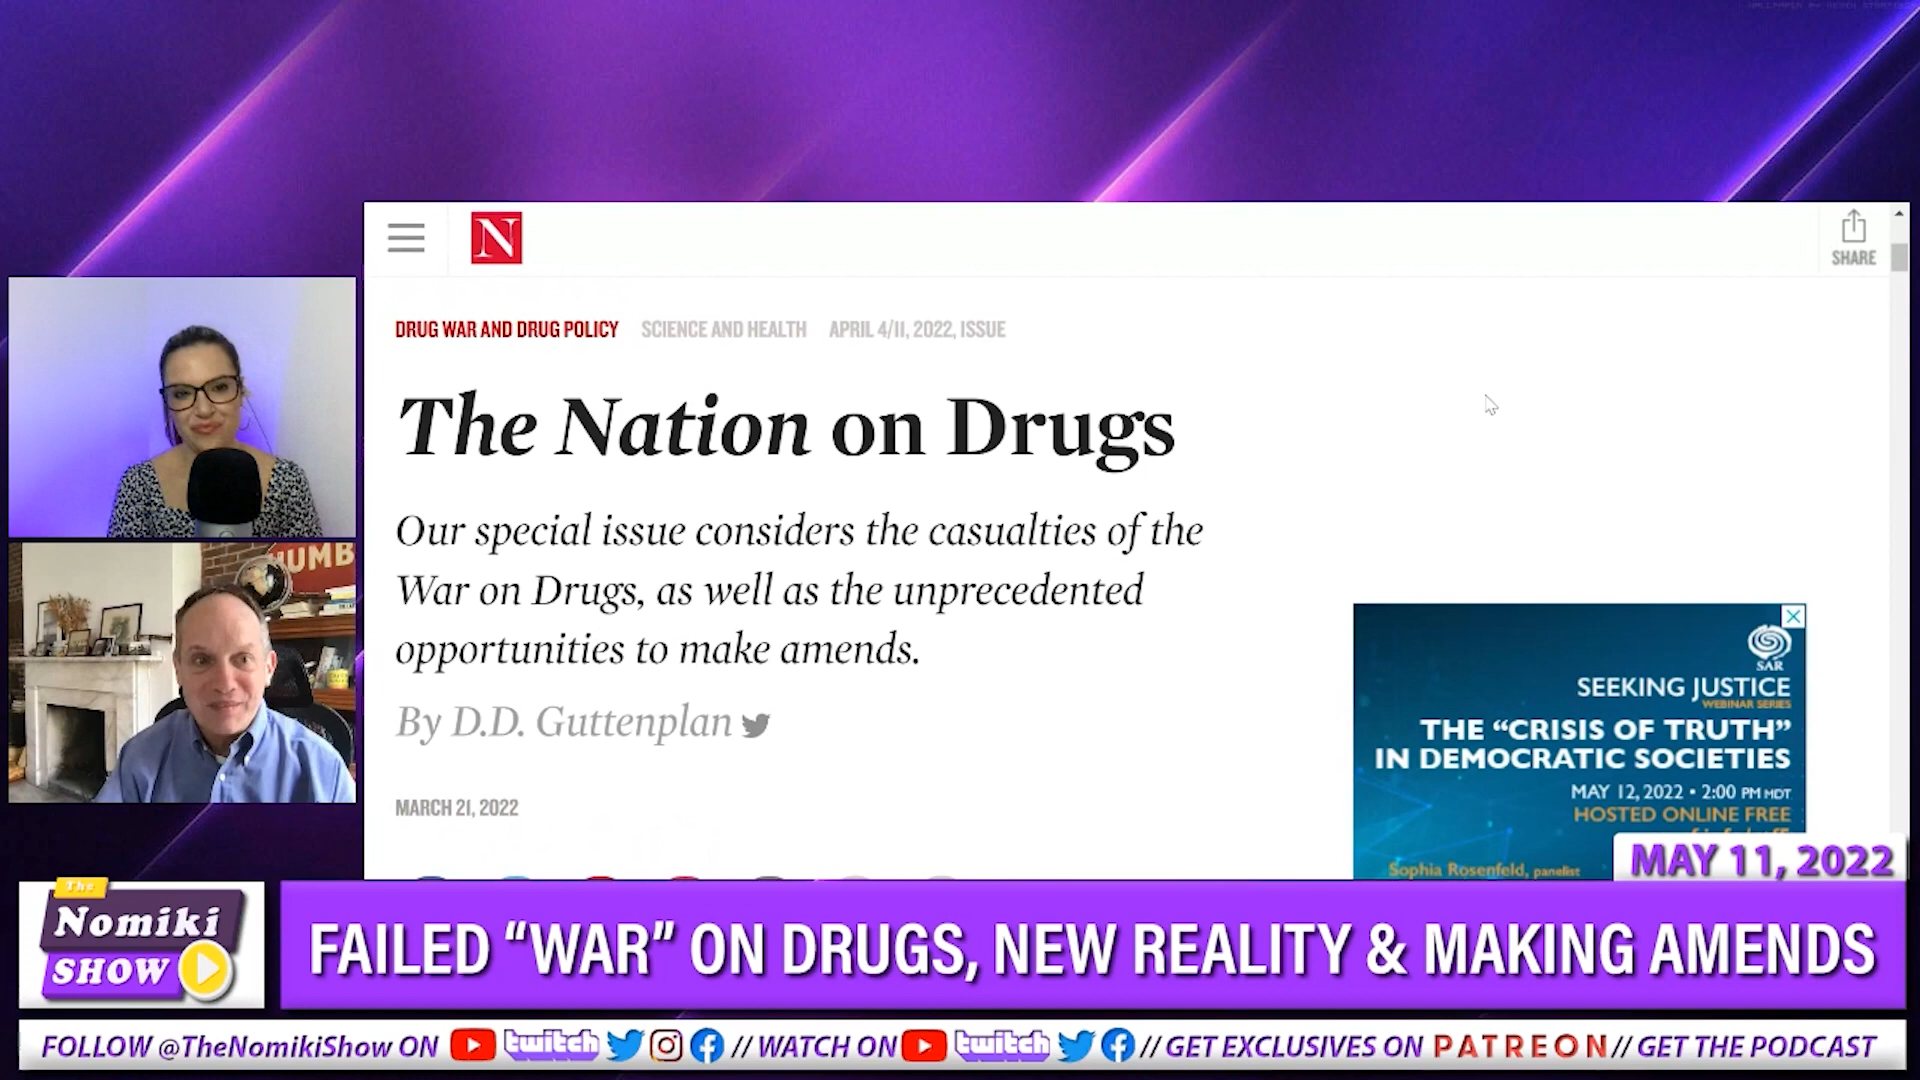 SHARE
N
DRUG WAR AND DRUG POLICY SCIENCE AND HEALTH APRIL 4/11, 2022, ISSUE
The Nation on Drugs
Our special issue considers the casualties of the
War on Drugs, as well as the unprecedented
opportunities to make amends.
By D.D. Guttenplan
MARCH 21, 2022
HUMB
SAR
SEEKING JUSTICE
WEBINAR SERIES
THE “CRISIS OF TRUTH”
IN DEMOCRATIC SOCIETIES
MAY 12, 2022 • 2:00 PM MDT
HOSTED ONLINE FREE
Sophia Rosenfeld, panelist
MAY 11, 2022
The
Nomiki
SHOW
FAILED “WAR” ON DRUGS, NEW REALITY & MAKING AMENDS
FOLLOW @TheNomikiShow ON twitch // WATCH ON twitch // GET EXCLUSIVES ON PATREON // GET THE PODCAST